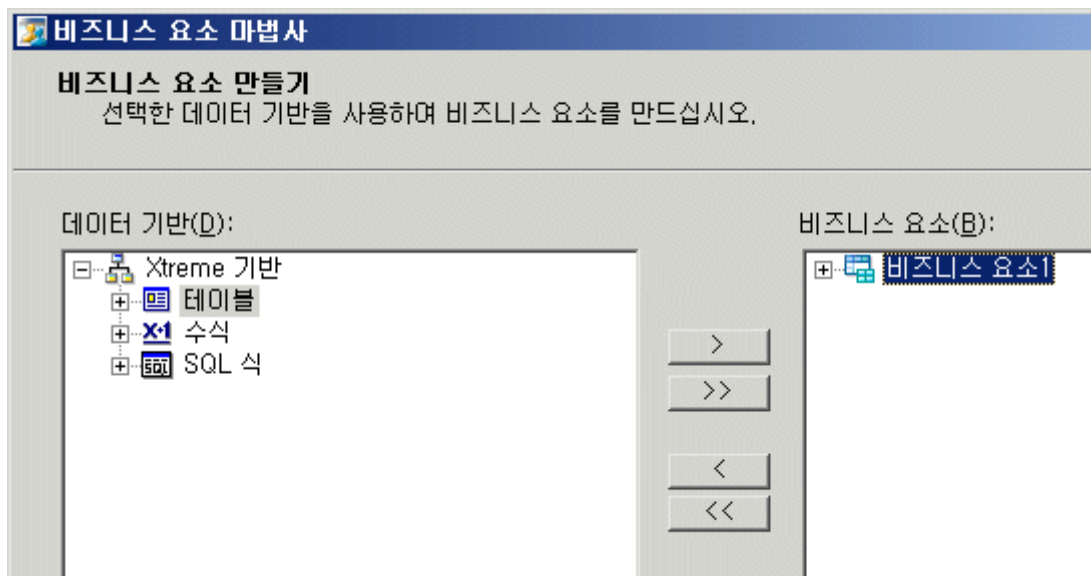 비즈니스 요소 마법사
비즈니스 요소 만들기
선택한 데이터 기반을 사용하여 비즈니스 요소를 만드십시오.
데이터 기반(D):
Xtreme 기반
테이블
X+1 수식
SQL SQL 식
>
>>
<
<<
비즈니스 요소(B):
비즈니스 요소1